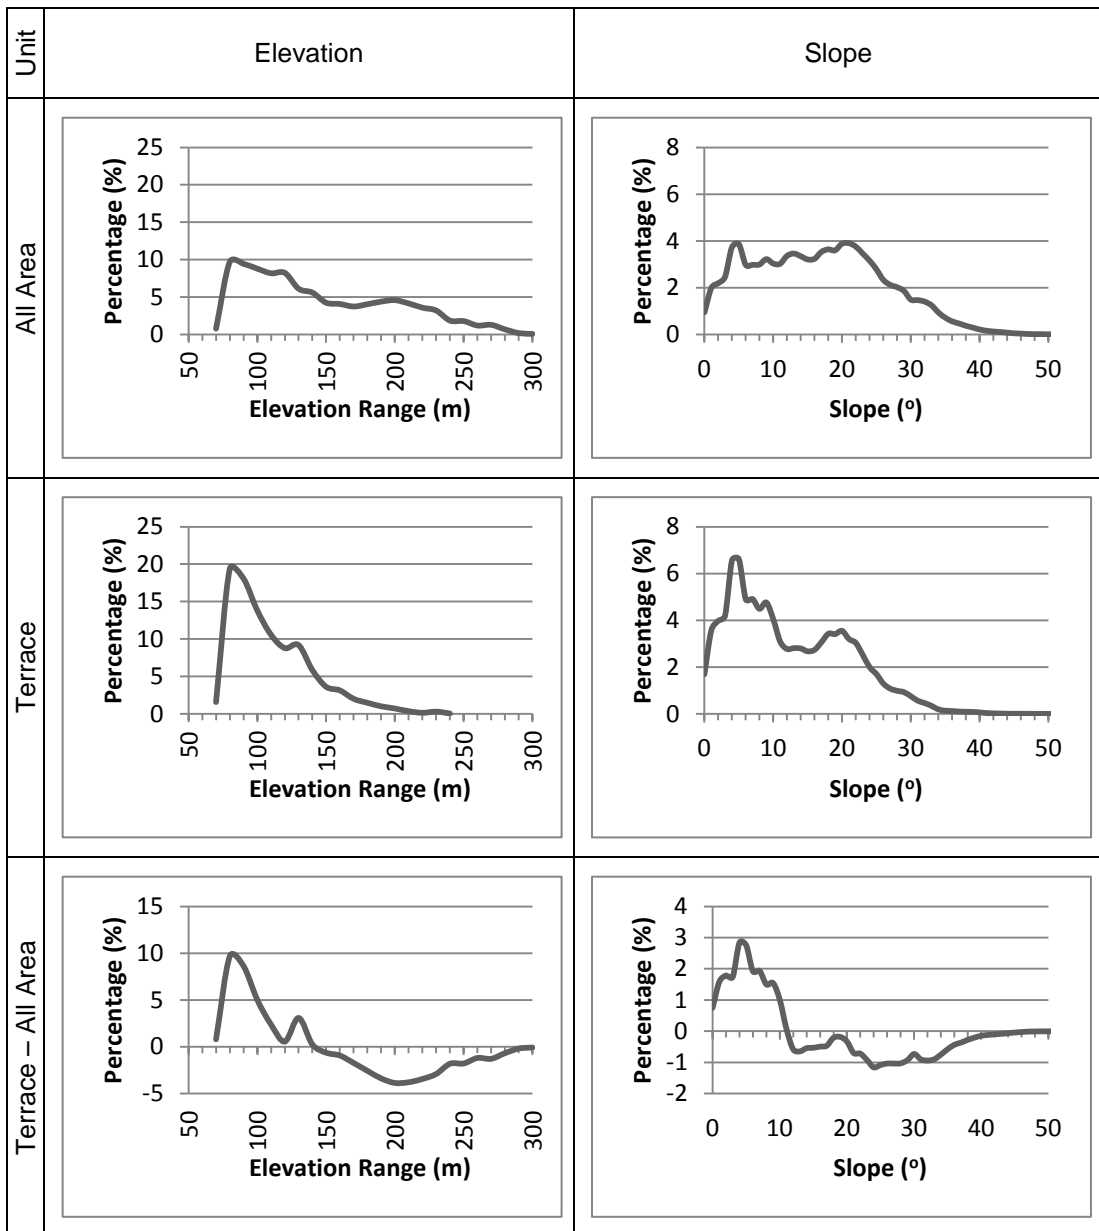 Unit
Elevation
Slope
All Area
Percentage (%)
25
20
15
10
5
0
50
100
150
200
250
300
Elevation Range (m)
Percentage (%)
8
6
4
2
0
0 10 20 30 40 50
Slope (º)
Terrace
Percentage (%)
25
20
15
10
5
0
50
100
150
200
250
300
Elevation Range (m)
Percentage (%)
8
6
4
2
0
0 10 20 30 40 50
Slope (º)
Terrace – All Area
Percentage (%)
15
10
5
0
-5
50
100
150
200
250
300
Elevation Range (m)
Percentage (%)
4
3
2
1
0
-1
-2
0 10 20 30 40 50
Slope (º)